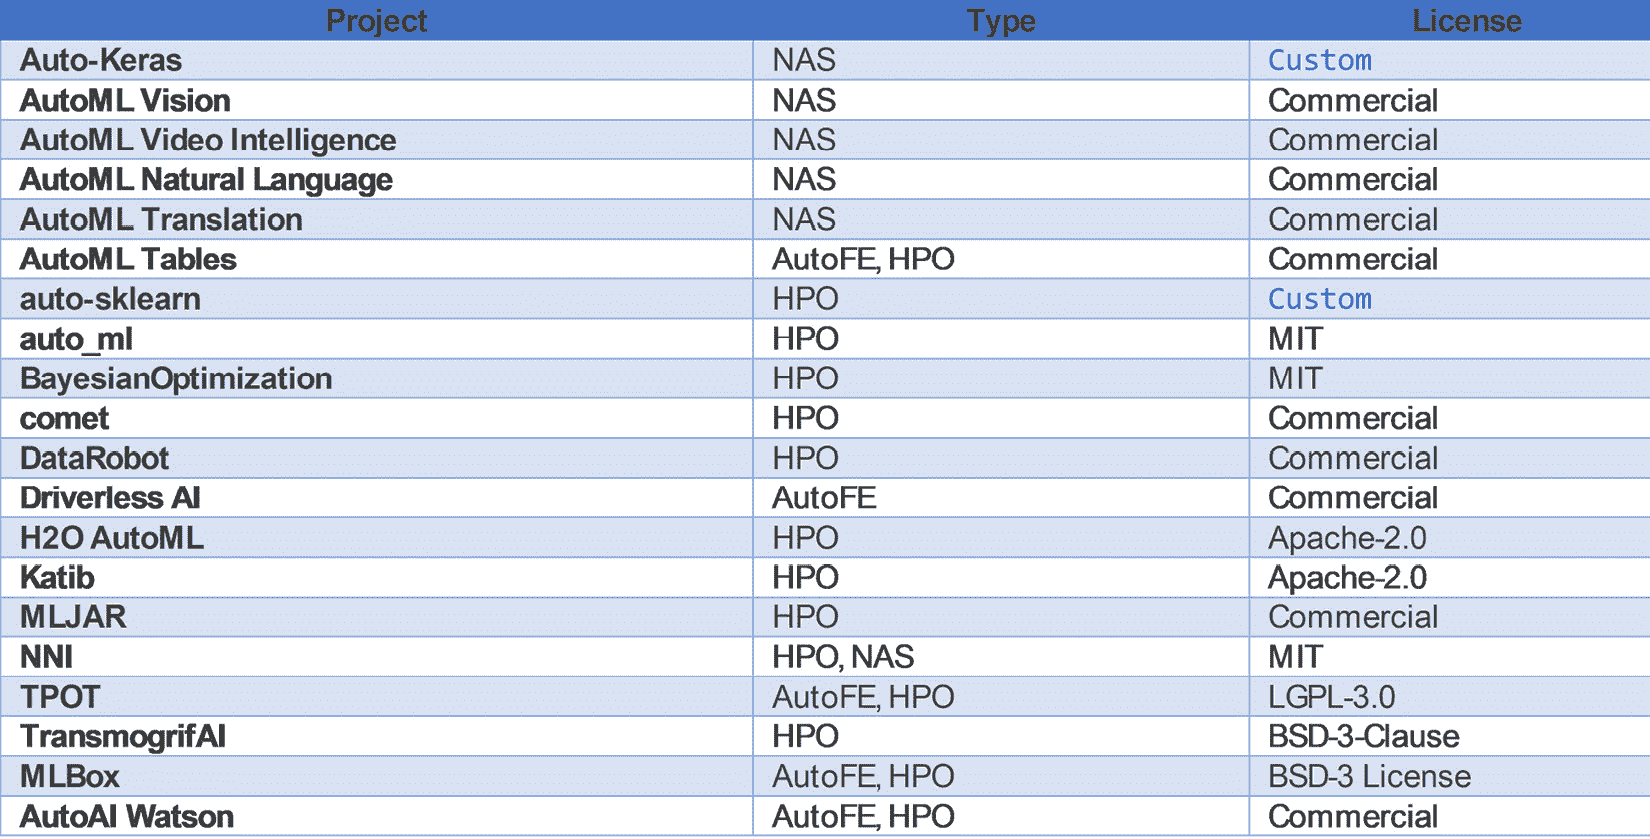 Project Type License
Auto-Keras NAS Custom
AutoML Vision NAS Commercial
AutoML Video Intelligence NAS Commercial
AutoML Natural Language NAS Commercial
AutoML Translation NAS Commercial
AutoML Tables AutoFE, HPO Commercial
auto-sklearn HPO Custom
auto_ml HPO MIT
BayesianOptimization HPO MIT
comet HPO Commercial
DataRobot HPO Commercial
Driverless AI AutoFE Commercial
H2O AutoML HPO Apache-2.0
Katib HPO Apache-2.0
MLJAR HPO Commercial
NNI HPO, NAS MIT
TPOT AutoFE, HPO LGPL-3.0
TransmogrifAI HPO BSD-3-Clause
MLBox AutoFE, HPO BSD-3 License
AutoAI Watson AutoFE, HPO Commercial